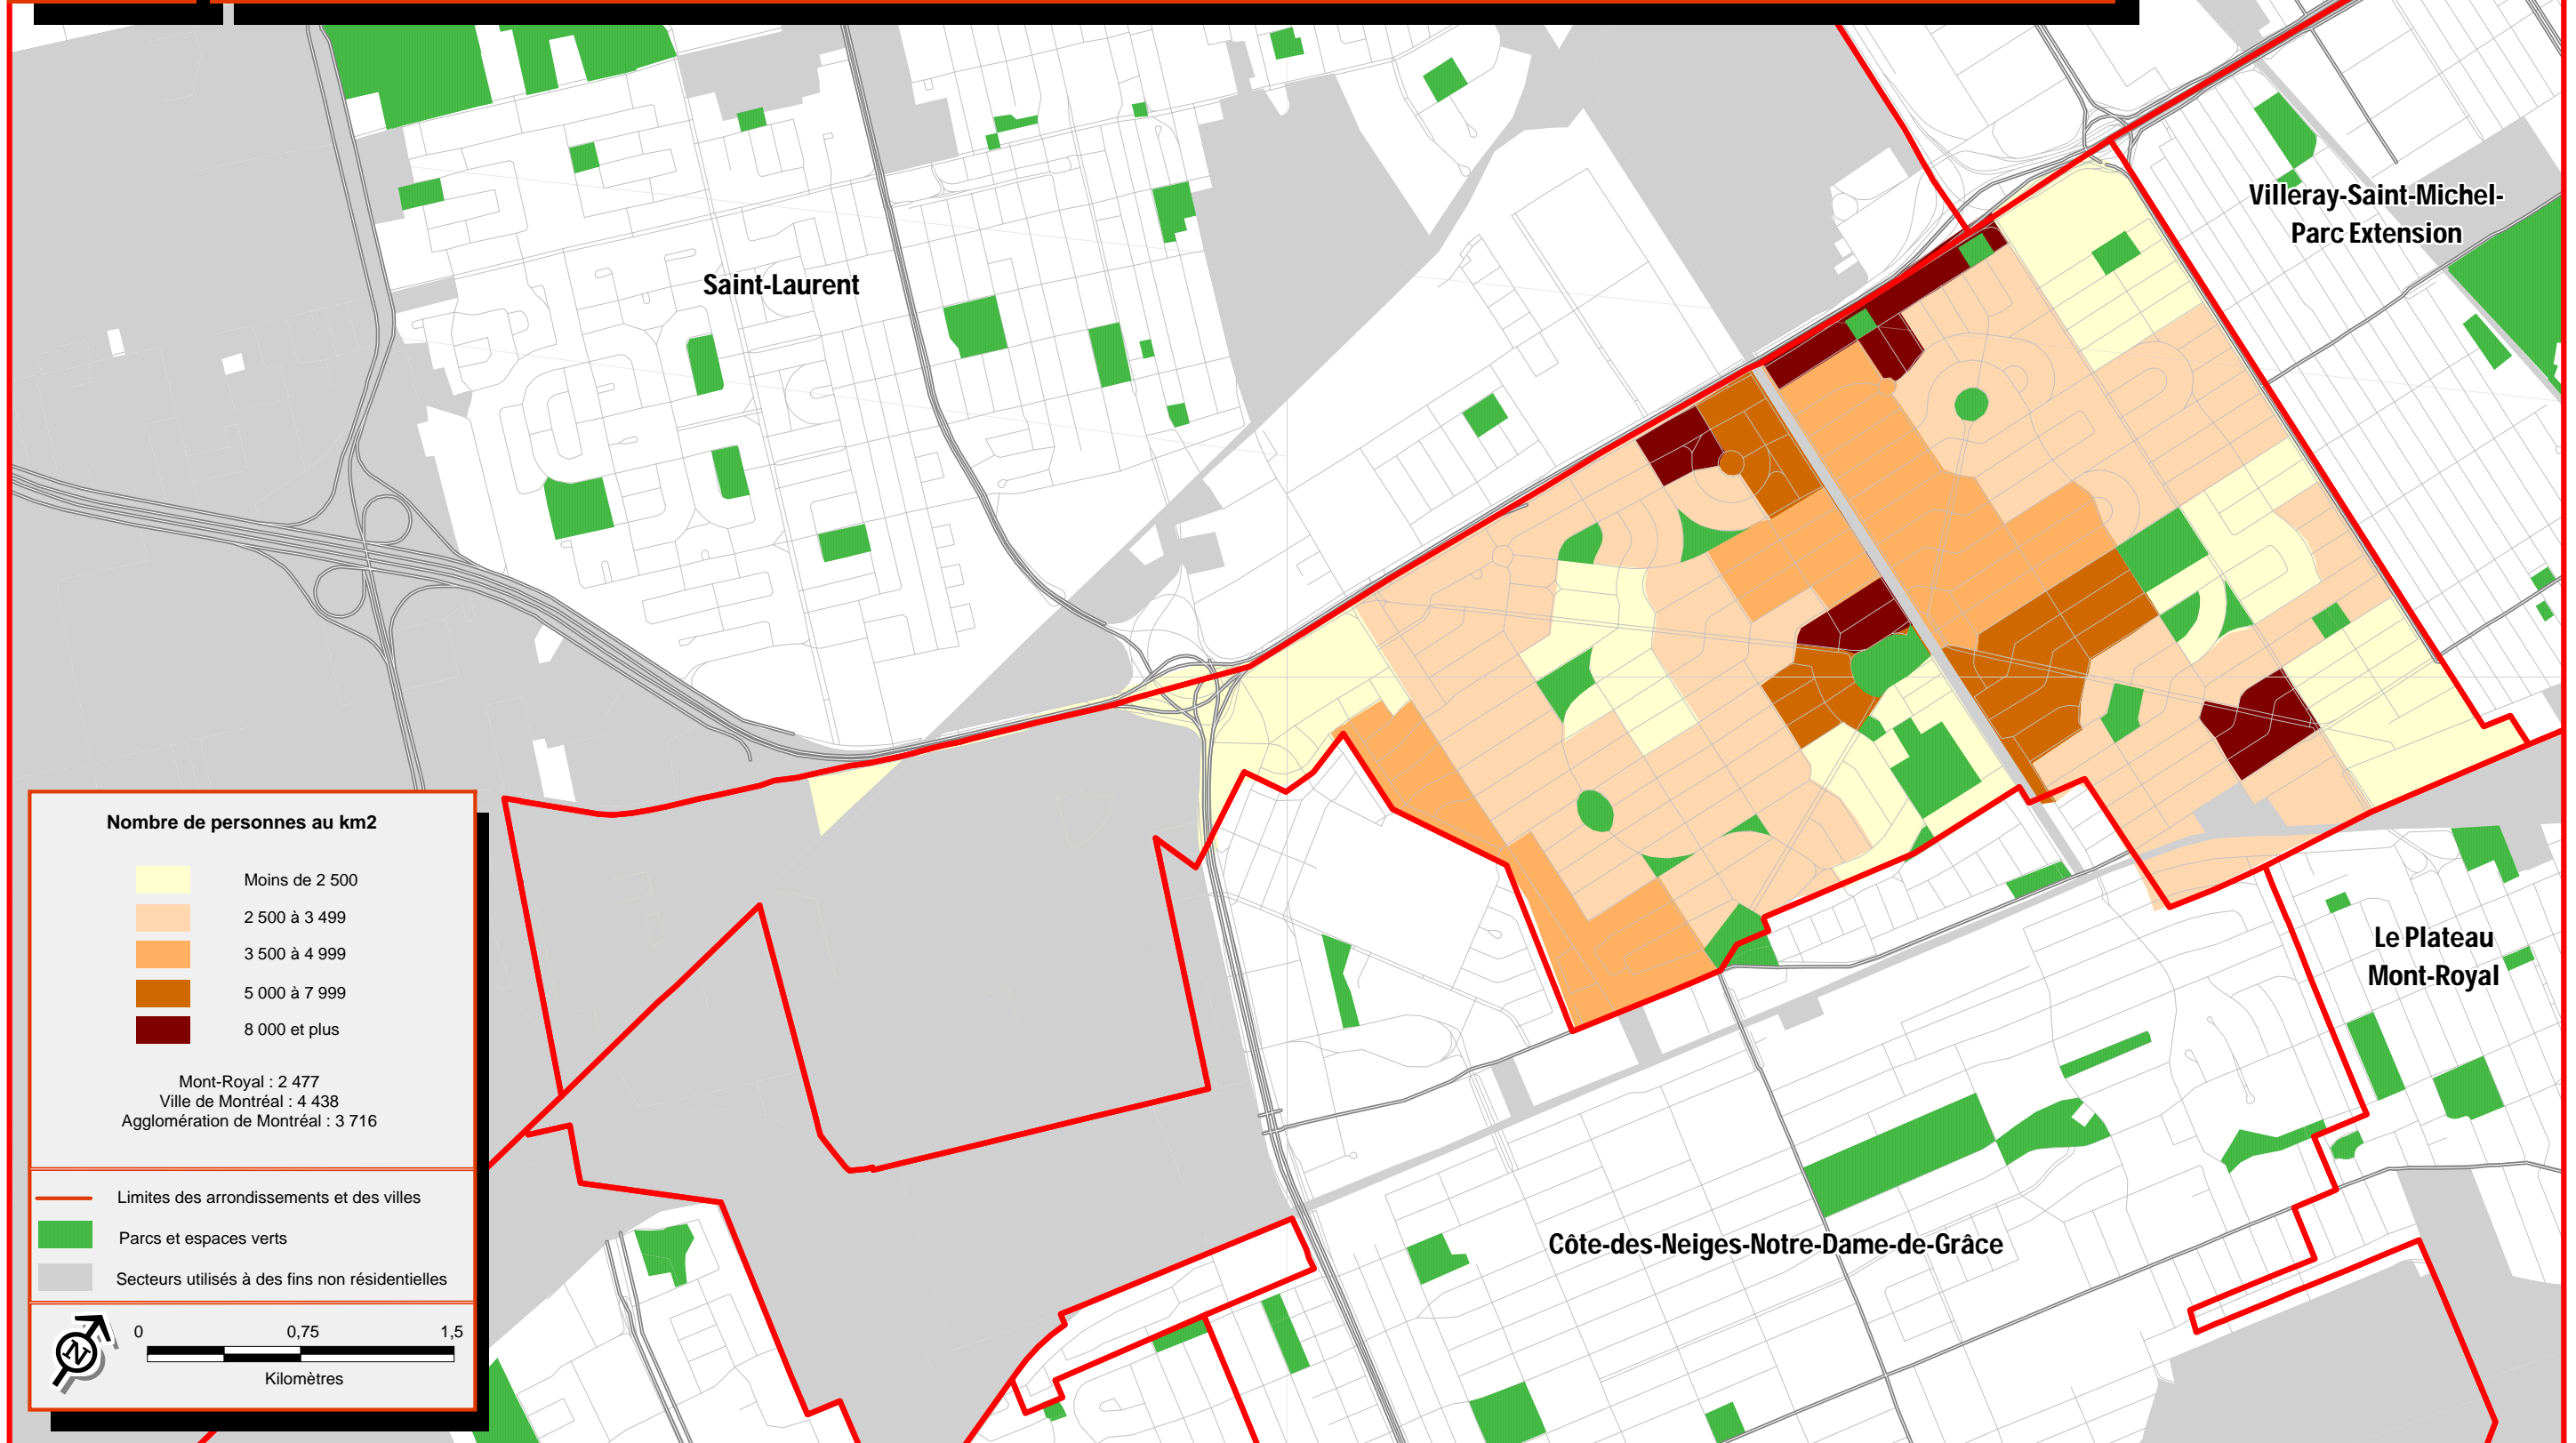 Villeray-Saint-Michel-
Parc Extension
Saint-Laurent
Le Plateau
Mont-Royal
Côte-des-Neiges-Notre-Dame-de-Grâce
Nombre de personnes au km2
Moins de 2 500
2 500 à 3 499
3 500 à 4 999
5 000 à 7 999
8 000 et plus
Mont-Royal : 2 477
Ville de Montréal : 4 438
Agglomération de Montréal : 3 716
Limites des arrondissements et des villes
Parcs et espaces verts
Secteurs utilisés à des fins non résidentielles
N
0 0,75 1,5
Kilomètres